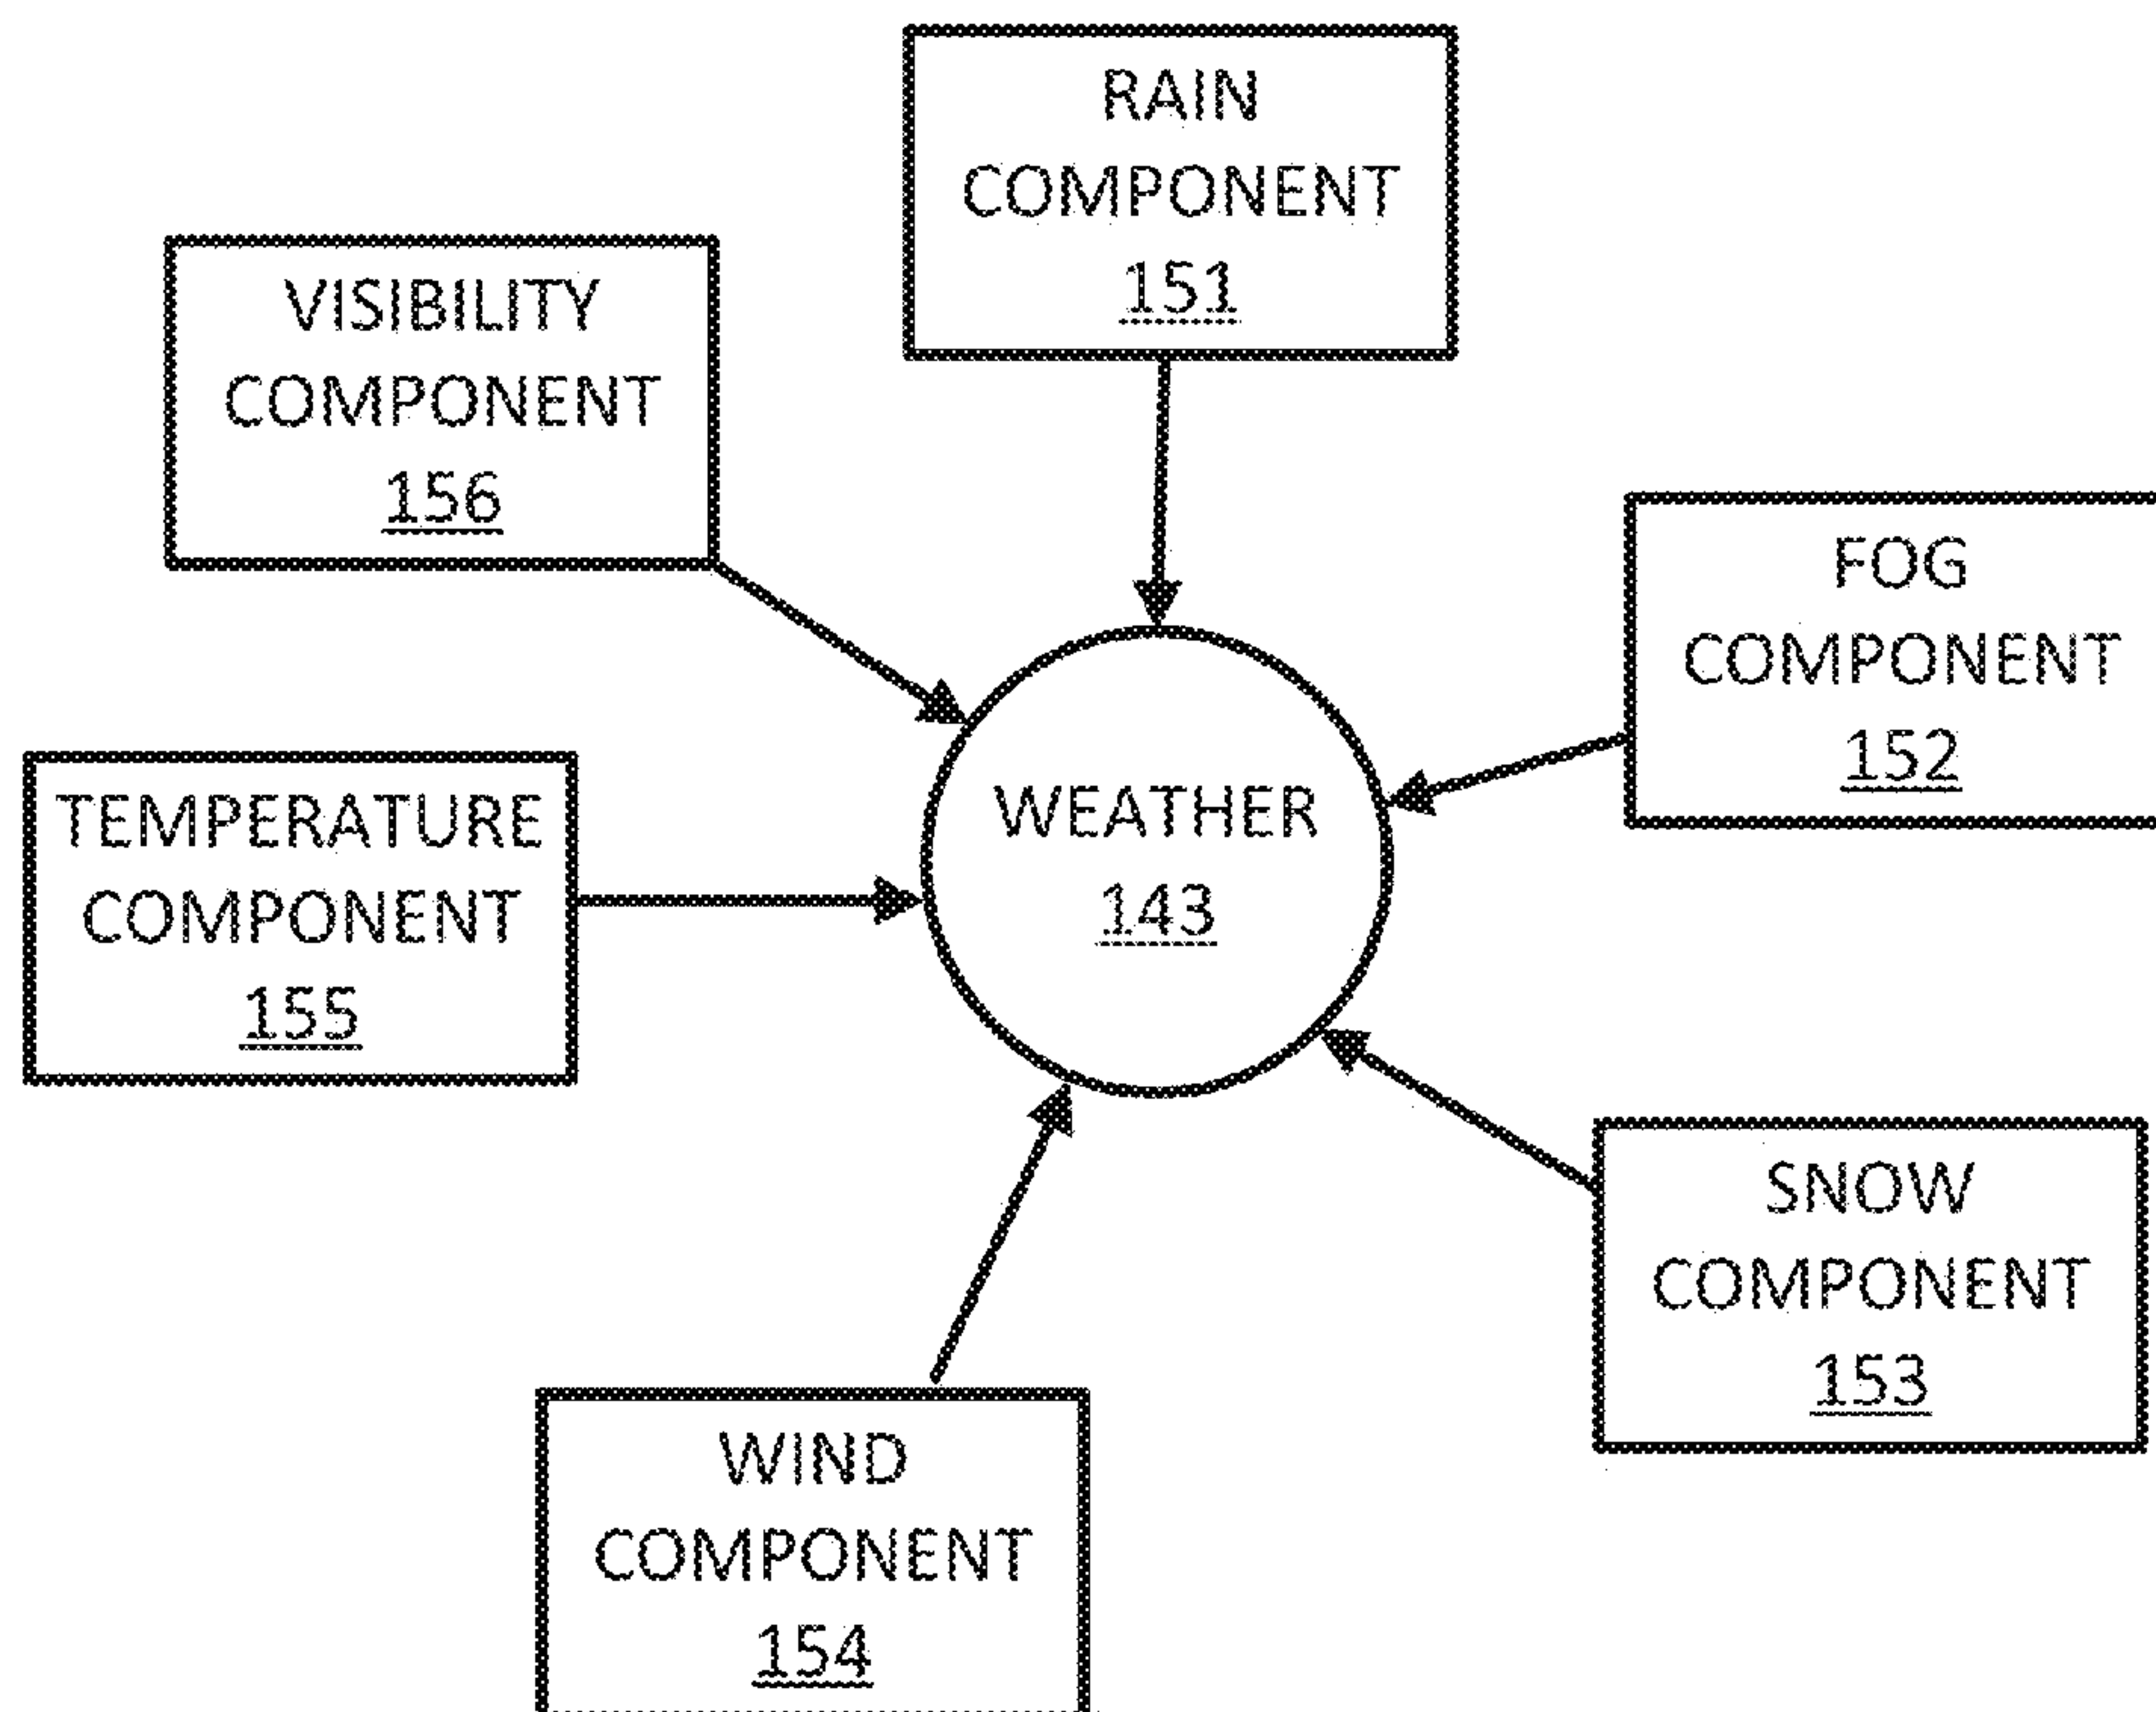 RAIN
COMPONENT
151
VISIBILITY
COMPONENT
156
FOG
COMPONENT
152
WEATHER
143
TEMPERATURE
COMPONENT
155
SNOW
COMPONENT
153
WIND
COMPONENT
154